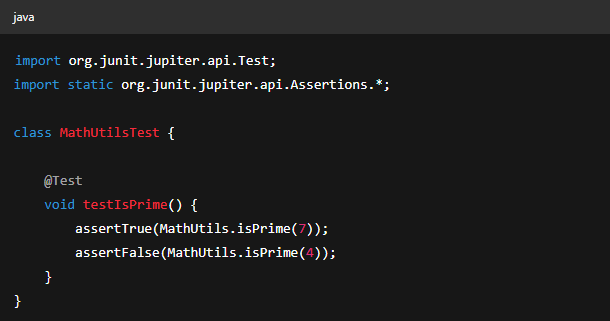 java
import org.junit.jupiter.api.Test;
import static org.junit.jupiter.api.Assertions.*;
class MathUtilsTest {
@Test
void testIsPrime() {
assertTrue(MathUtils.isPrime(7));
assertFalse(MathUtils.isPrime(4));
}
}